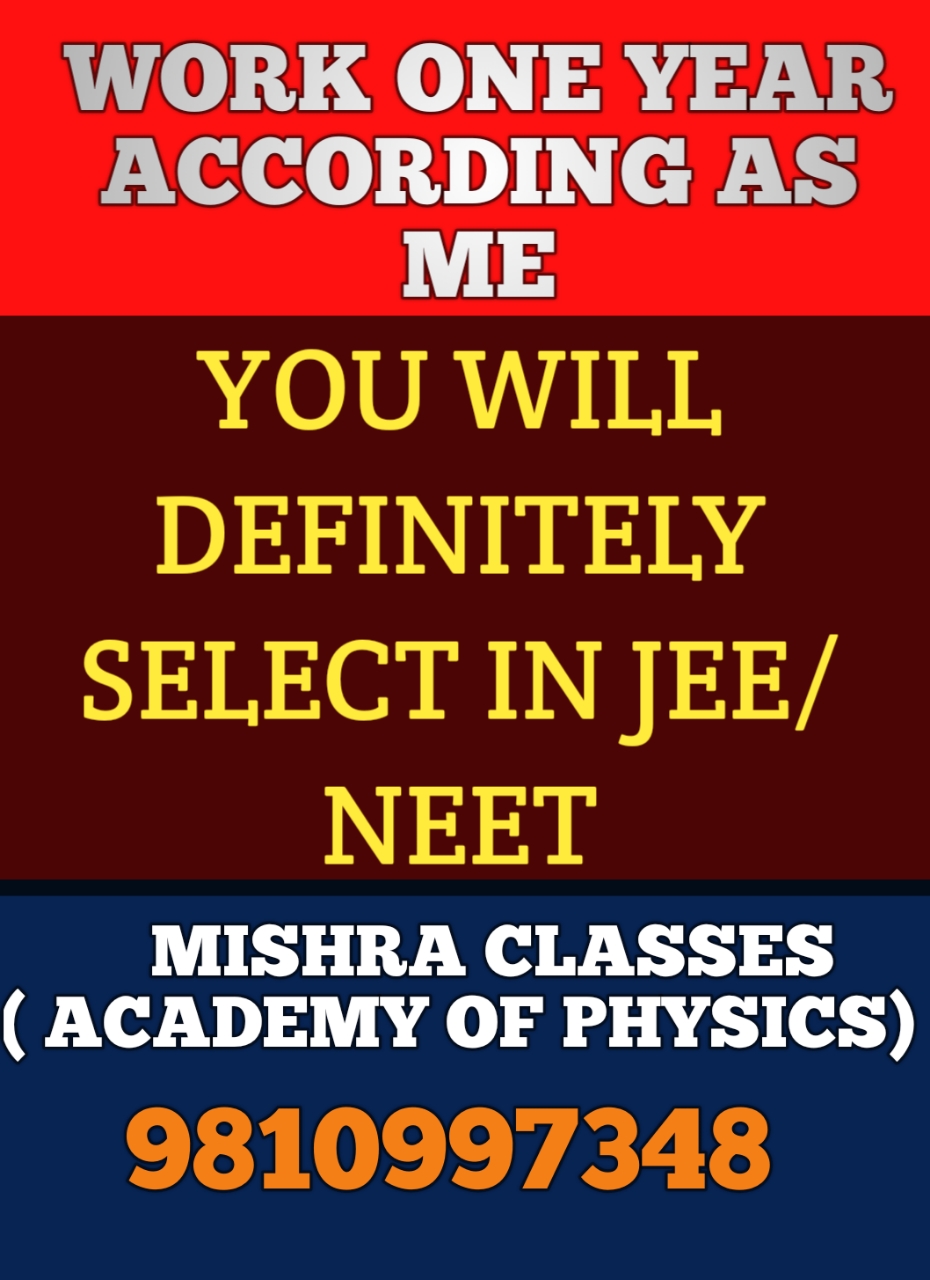 WORK ONE YEAR
ACCORDING AS
ME
YOU WILL
DEFINITELY
SELECT IN JEE/
NEET
MISHRA CLASSES
( ACADEMY OF PHYSICS)
9810997348